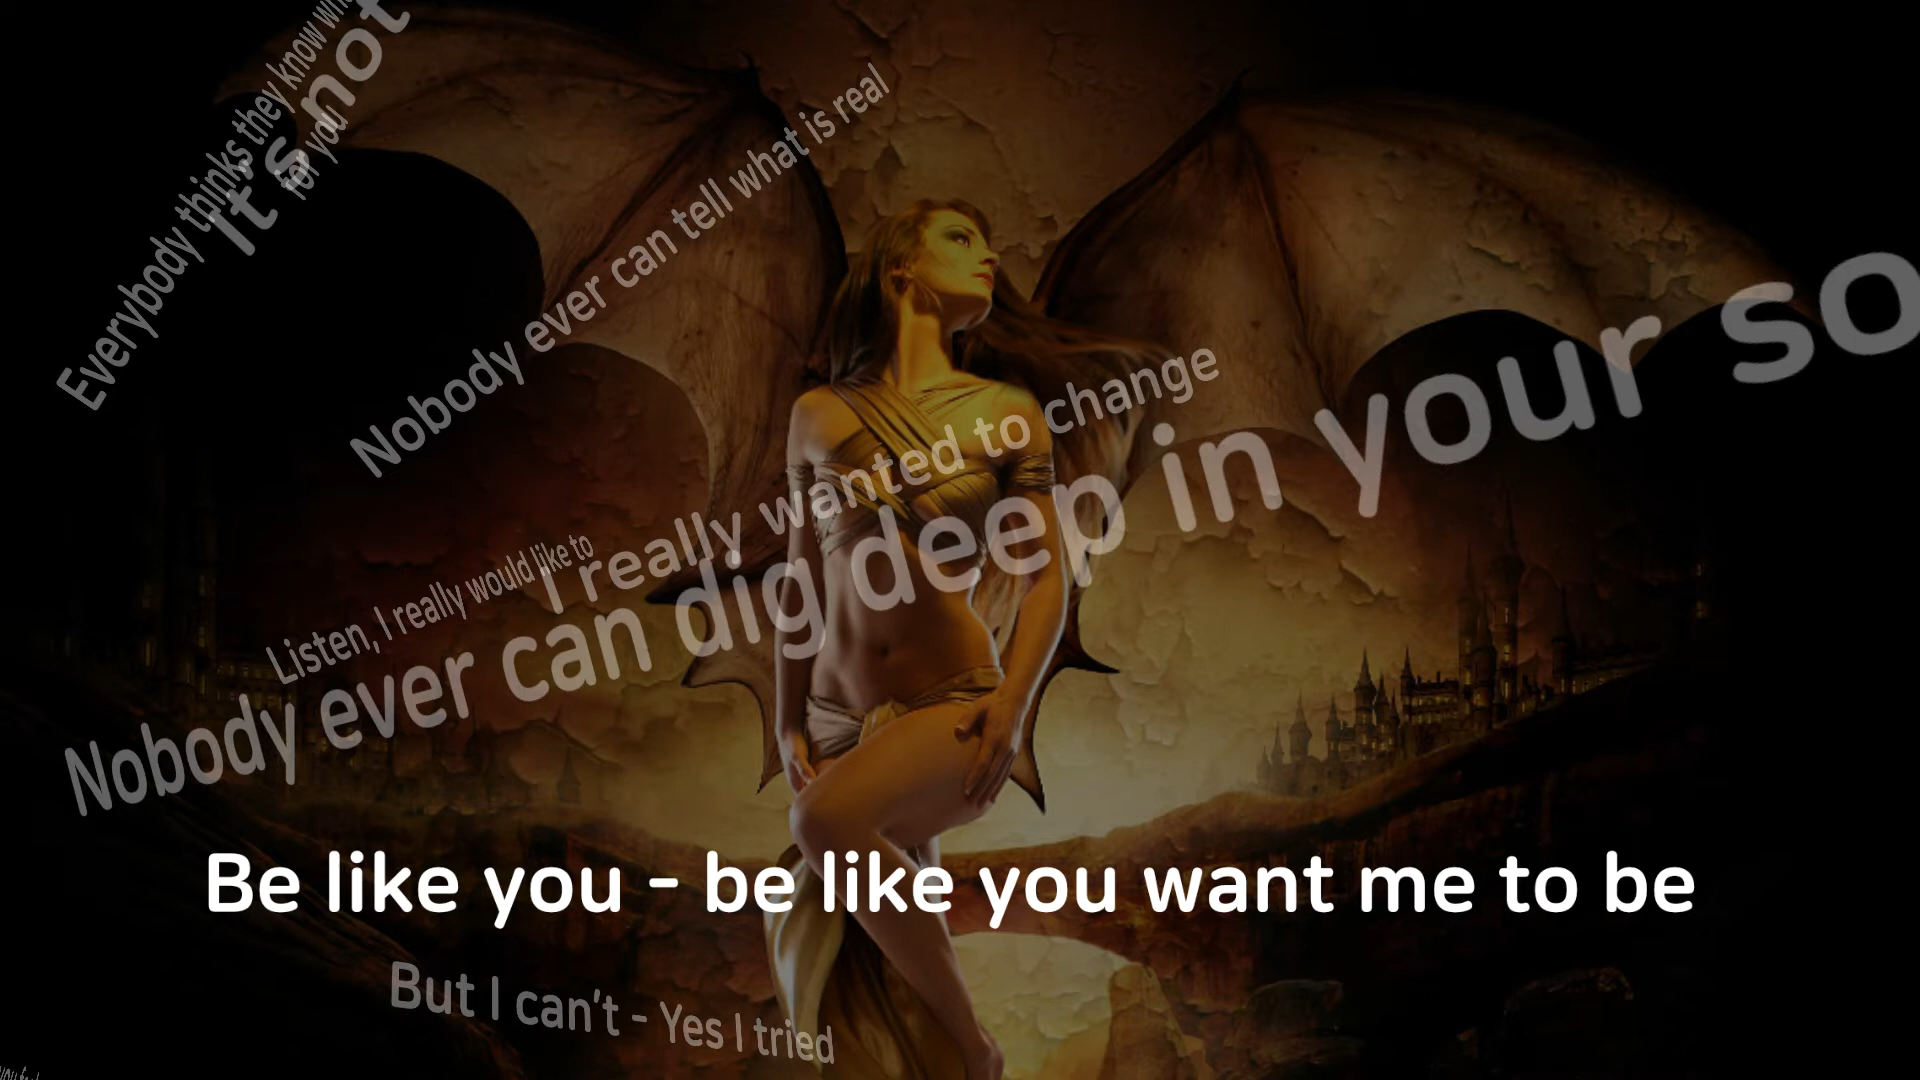 Everybody thinks they know
It's not
for you
Nobody ever can tell what is real
I really wanted to change
Listen, I really would like to
Nobody ever can dig deep in your so
Be like you - be like you want me to be
But I can't - Yes I tried